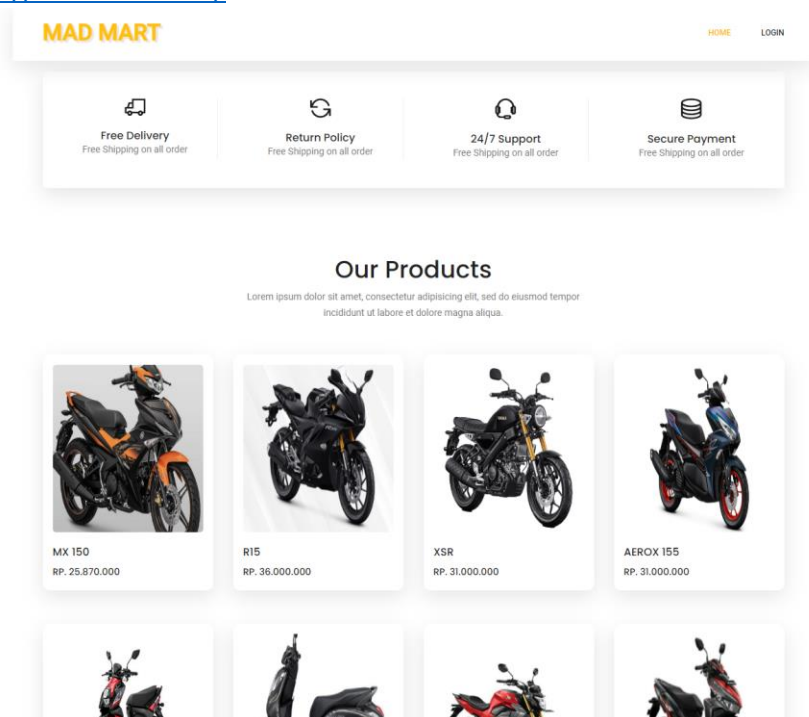 MAD MART
HOME LOGIN
Free Delivery
Free Shipping on all order
Return Policy
Free Shipping on all order
24/7 Support
Free Shipping on all order
Secure Payment
Free Shipping on all order
Our Products
Lorem ipsum dolor sit amet, consectetur adipisicing elit, sed do eiusmod tempor
incididunt ut labore et dolore magna aliqua.
MX 150
RP. 25.870.000
R15
RP. 36.000.000
XSR
RP. 31.000.000
AEROX 155
RP. 31.000.000